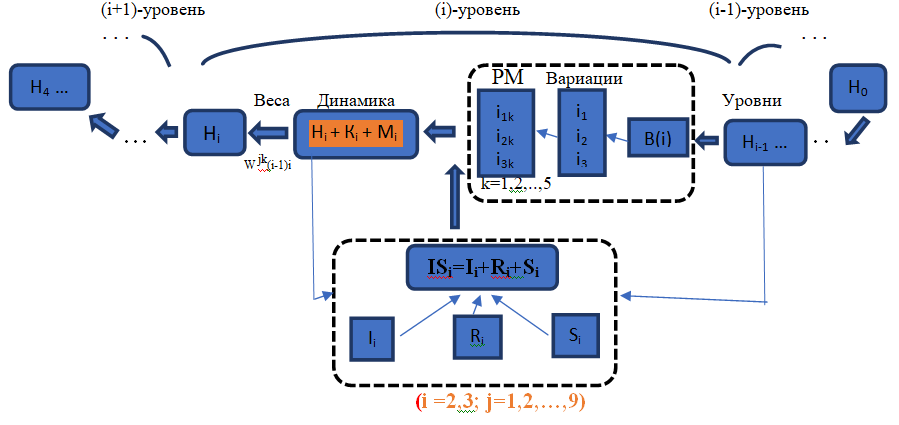 (i+1)-уровень (i)-уровень (i-1)-уровень
. . . . . .
H4 ... PM Вариации H0
Веса Динамика Уровни
i1k i1
Hi Hi + Ki + Mi i2k i2 B(i) Hi-1 ... . .
...
i3k i3
W jk (i-1)i
k=1,2,..,5
ISi=Ii+Ri+Si
Ii Ri Si
(i =2,3; j=1,2,...,9)